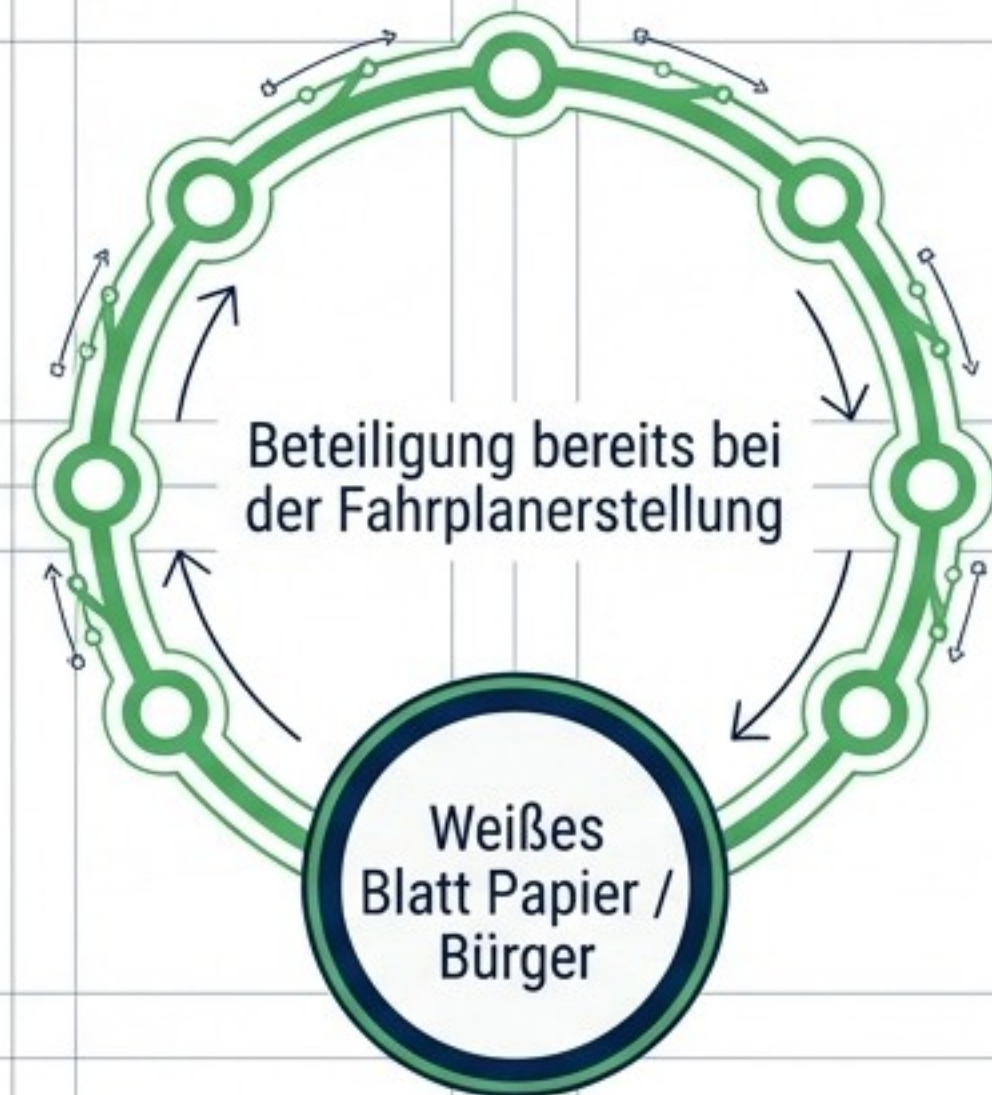 Beteiligung bereits bei
der Fahrplanerstellung
Weißes
Blatt Papier /
Bürger